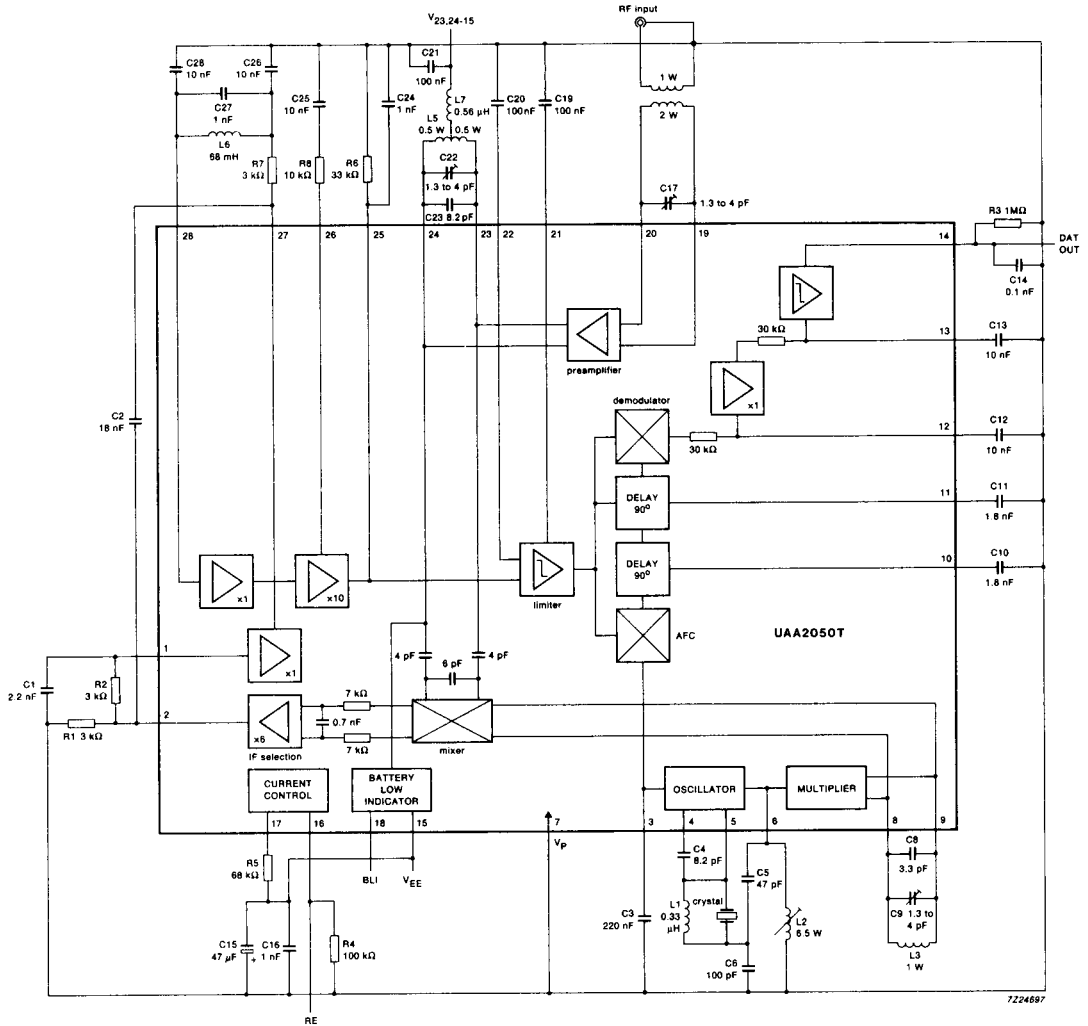 V23,24-15
RF input
C28
10 nF
C26
10 nF
C27
1 nF
L6
68 mH
R7
3 kΩ
C25
10 nF
R8
10 kΩ
R6
33 kΩ
C24
1 nF
C21
100 nF
L7
0.56 µH
L5
0.5 W 0.5 W
C22
1.3 to 4 pF
C23 8.2 pF
C20
100 nF
C19
100 nF
1 W
2 W
C17
1.3 to 4 pF
R3 1MΩ
28
27
26
25
24
23
22
21
20
19
14
DAT
OUT
C14
0.1 nF
30 kΩ
13
C13
10 nF
preamplifier
x1
C2
18 nF
demodulator
30 kΩ
12
C12
10 nF
DELAY
90°
11
C11
1.8 nF
DELAY
90°
10
C10
1.8 nF
x1
x10
limiter
AFC
UAA2050T
1
x1
4 pF
6 pF
4 pF
C1
2.2 nF
R2
3 kΩ
R1 3 kΩ
2
x6
IF selection
7 kΩ
0.7 nF
7 kΩ
mixer
CURRENT
CONTROL
BATTERY
LOW
INDICATOR
OSCILLATOR
MULTIPLIER
17
16
18
15
7
VP
3
4
5
6
8
9
R5
68 kΩ
BLI
VEE
C4
8.2 pF
C5
47 pF
C8
3.3 pF
L1
0.33
µH
crystal
L2
6.5 W
C9 1.3 to
4 pF
C3
220 nF
C15
47 µF
+
C16
1 nF
R4
100 kΩ
C6
100 pF
L3
1 W
RE
7Z24697